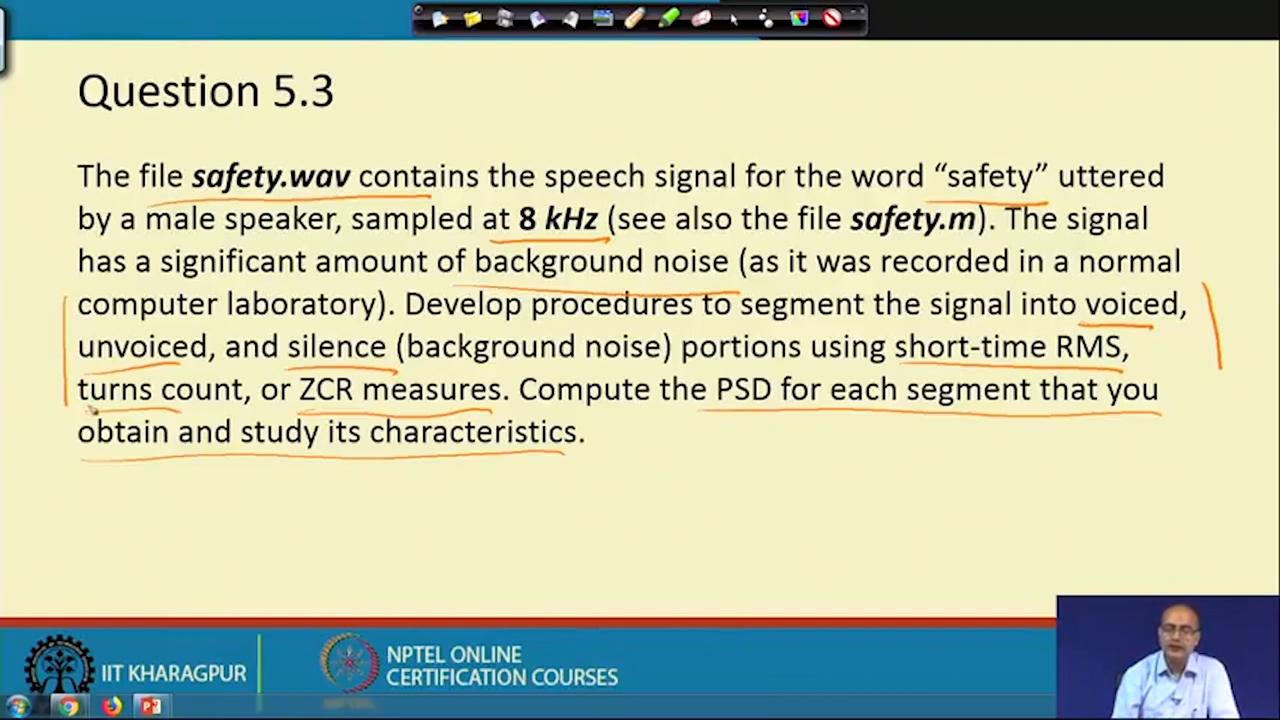 Question 5.3
The file safety.wav contains the speech signal for the word “safety” uttered
by a male speaker, sampled at 8 kHz (see also the file safety.m). The signal
has a significant amount of background noise (as it was recorded in a normal
computer laboratory). Develop procedures to segment the signal into voiced,
unvoiced, and silence (background noise) portions using short-time RMS,
turns count, or ZCR measures. Compute the PSD for each segment that you
obtain and study its characteristics.
IIT KHARAGPUR
NPTEL ONLINE
CERTIFICATION COURSES